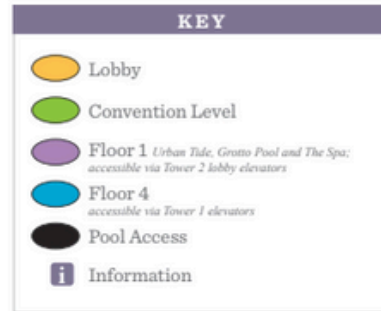 KEY
Lobby
Convention Level
Floor 1 Urban Tide, Grotto Pool and The Spa;
accessible via Tower 2 lobby elevators
Floor 4
accessible via Tower 1 elevators
Pool Access
i Information